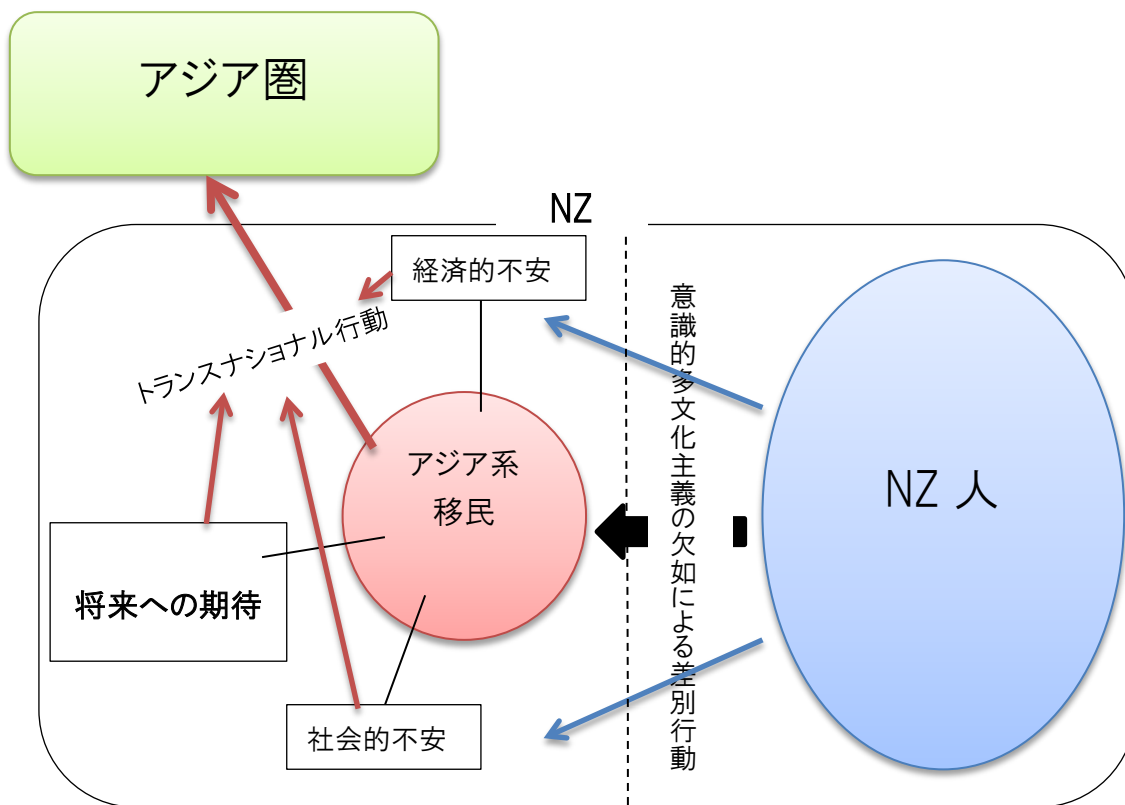 アジア圏
NZ
経済的不安
トランスナショナル行動
アジア系
移民
意識的多文化主義の欠如による差別行動
NZ 人
将来への期待
社会的不安